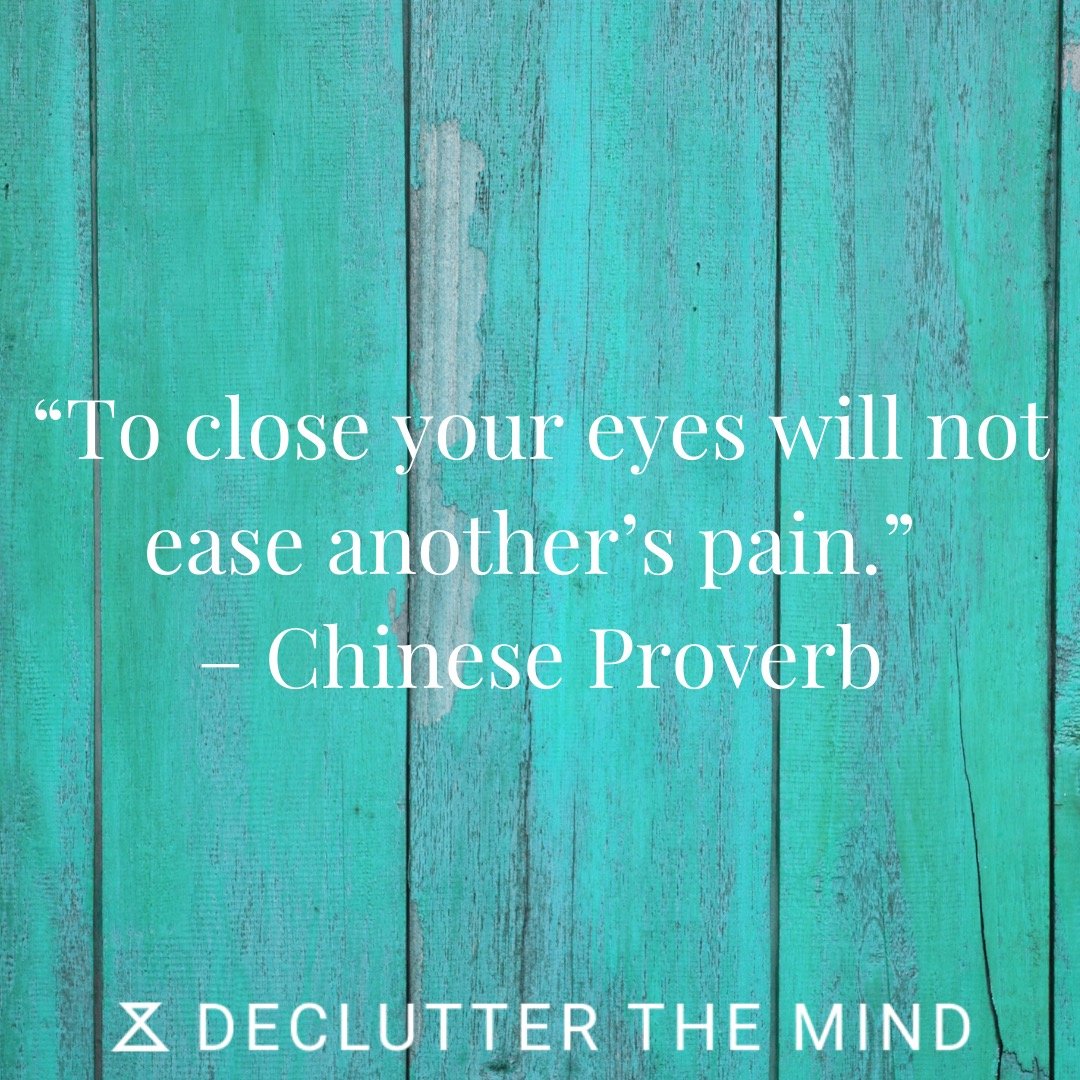 “To close your eyes will not
ease another’s pain.”
– Chinese Proverb
DECLUTTER THE MIND